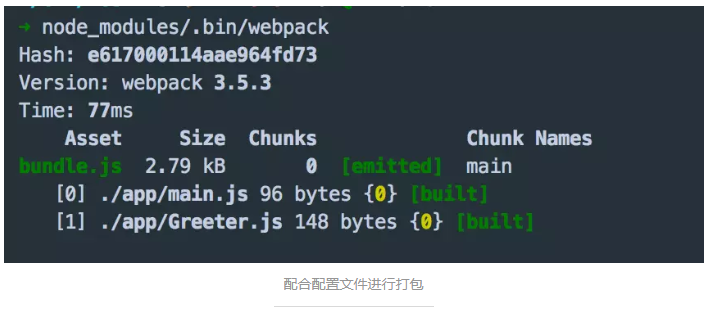 ➜ node_modules/.bin/webpack
Hash: e617000114aae964fd73
Version: webpack 3.5.3
Time: 77ms
Asset Size Chunks Chunk Names
bundle.js 2.79 kB 0 [emitted] main
[0] ./app/main.js 96 bytes {0} [built]
[1] ./app/Greeter.js 148 bytes {0} [built]
配合配置文件进行打包